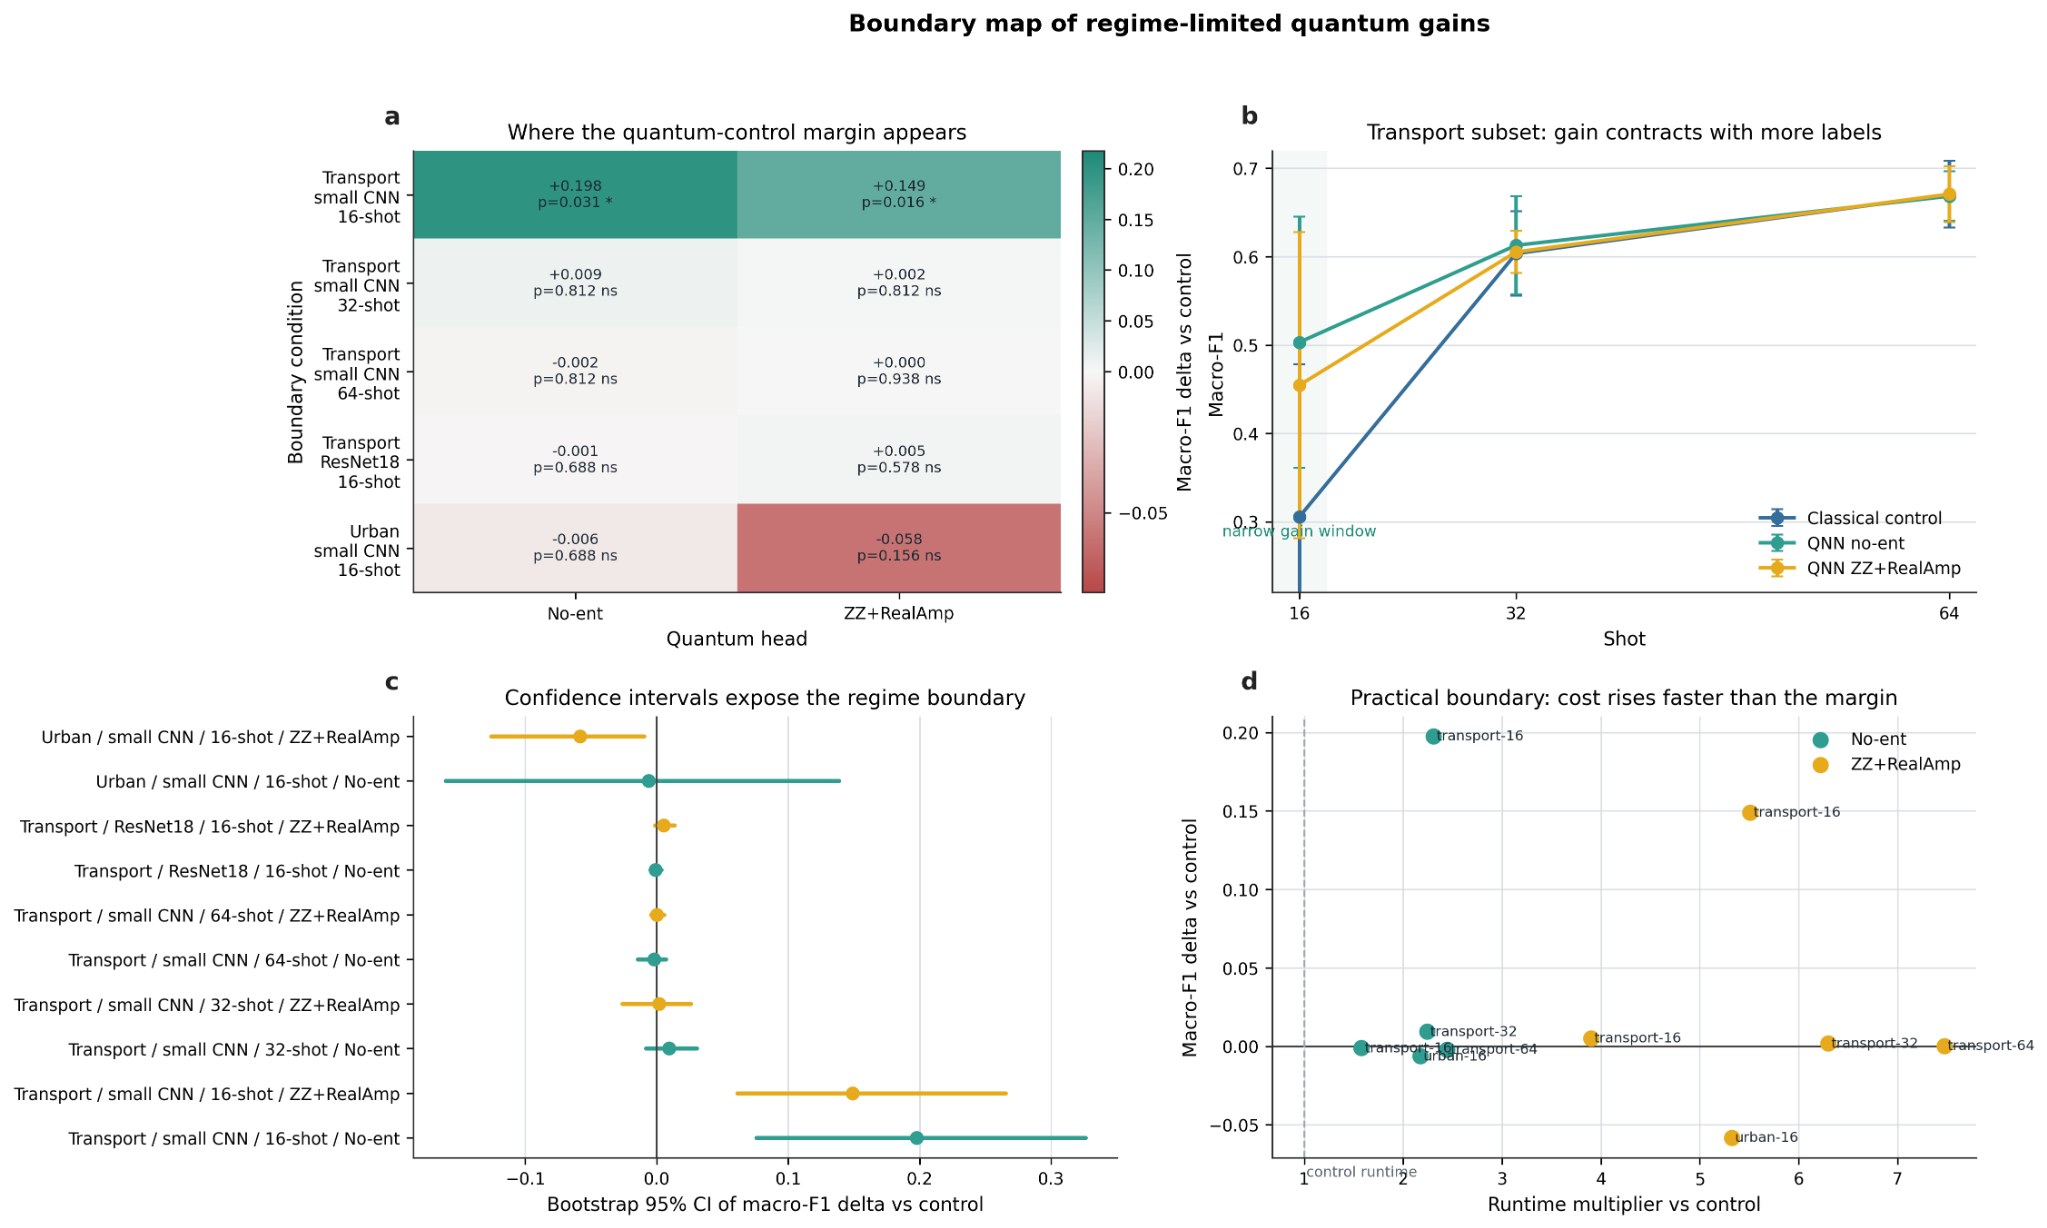 Boundary map of regime-limited quantum gains
a
Where the quantum-control margin appears
Boundary condition
Transport
small CNN
16-shot
+0.198
p=0.031 *
+0.149
p=0.016 *
Transport
small CNN
32-shot
+0.009
p=0.812 ns
+0.002
p=0.812 ns
Transport
small CNN
64-shot
-0.002
p=0.812 ns
+0.000
p=0.938 ns
Transport
ResNet18
16-shot
-0.001
p=0.688 ns
+0.005
p=0.578 ns
Urban
small CNN
16-shot
-0.006
p=0.688 ns
-0.058
p=0.156 ns
No-ent
ZZ+RealAmp
Quantum head
0.20
0.15
0.10
0.05
0.00
−0.05
Macro-F1 delta vs control
b
Transport subset: gain contracts with more labels
Macro-F1
0.7
0.6
0.5
0.4
0.3
narrow gain window
Classical control
QNN no-ent
QNN ZZ+RealAmp
16
32
64
Shot
c
Confidence intervals expose the regime boundary
Urban / small CNN / 16-shot / ZZ+RealAmp
Urban / small CNN / 16-shot / No-ent
Transport / ResNet18 / 16-shot / ZZ+RealAmp
Transport / ResNet18 / 16-shot / No-ent
Transport / small CNN / 64-shot / ZZ+RealAmp
Transport / small CNN / 64-shot / No-ent
Transport / small CNN / 32-shot / ZZ+RealAmp
Transport / small CNN / 32-shot / No-ent
Transport / small CNN / 16-shot / ZZ+RealAmp
Transport / small CNN / 16-shot / No-ent
−0.1
0.0
0.1
0.2
0.3
Bootstrap 95% CI of macro-F1 delta vs control
d
Practical boundary: cost rises faster than the margin
Macro-F1 delta vs control
0.20
0.15
0.10
0.05
0.00
−0.05
No-ent
ZZ+RealAmp
transport-16
transport-16
transport-32
transport-16
transport-64
urban-16
transport-16
transport-32
transport-64
urban-16
control runtime
1
2
3
4
5
6
7
Runtime multiplier vs control